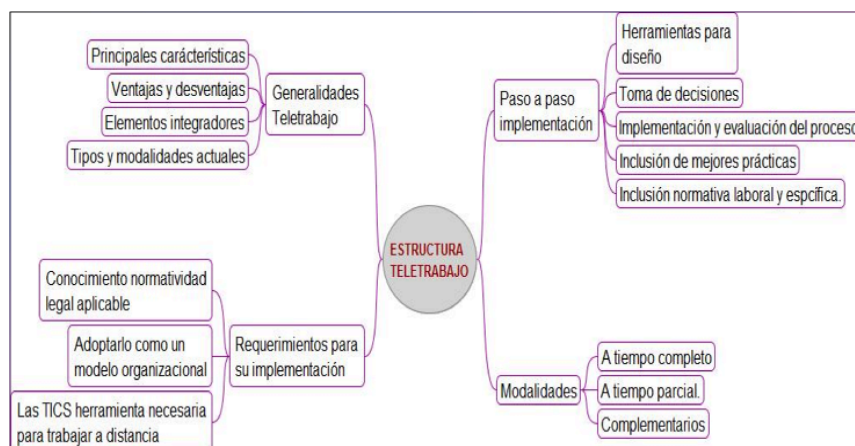 Principales carácterísticas
Ventajas y desventajas
Elementos integradores
Tipos y modalidades actuales
Generalidades
Teletrabajo
Conocimiento normatividad
legal aplicable
Adoptarlo como un
modelo organizacional
Las TICS herramienta necesaria
para trabajar a distancia
Requerimientos para
su implementación
ESTRUCTURA
TELETRABAJO
Paso a paso
implementación
Herramientas para
diseño
Toma de decisiones
Implementación y evaluación del proceso
Inclusión de mejores prácticas
Inclusión normativa laboral y espcífica.
Modalidades
A tiempo completo
A tiempo parcial.
Complementarios